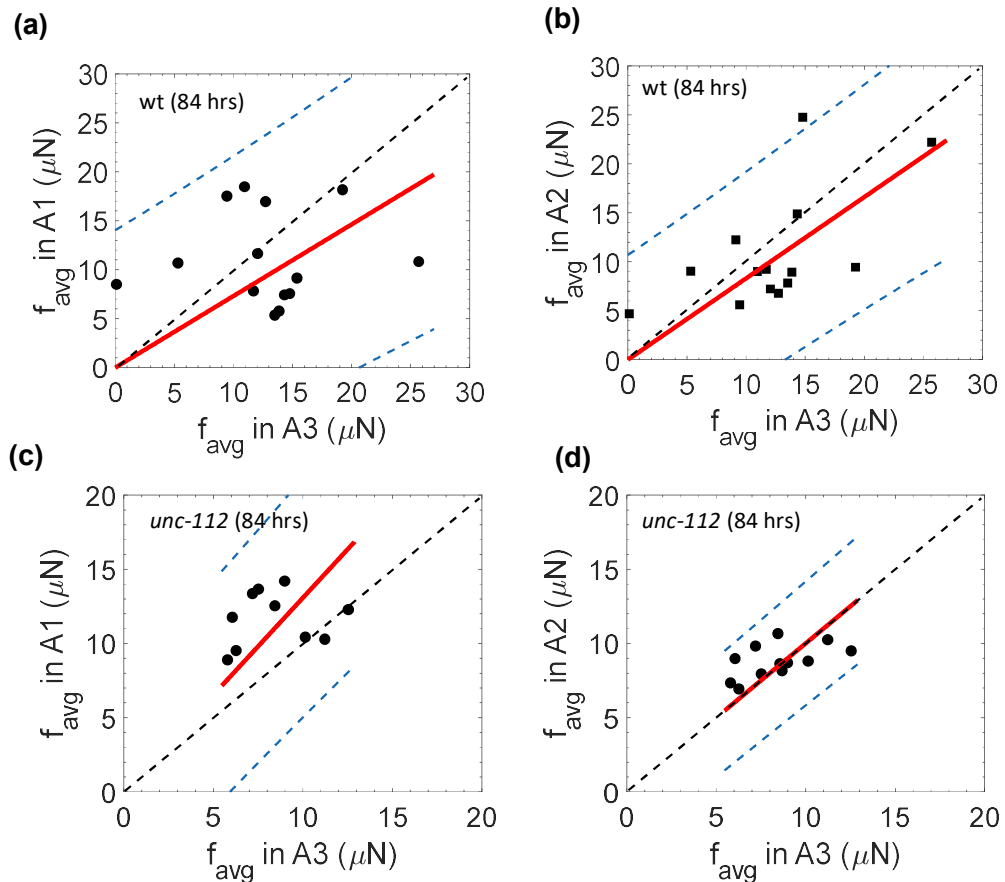 (a)
wt (84 hrs)
30
25
20
15
10
5
0
f_avg in A1 (μN)
0 5 10 15 20 25 30
f_avg in A3 (μN)
(b)
wt (84 hrs)
30
25
20
15
10
5
0
f_avg in A2 (μN)
0 5 10 15 20 25 30
f_avg in A3 (μN)
(c)
unc-112 (84 hrs)
20
15
10
5
0
f_avg in A1 (μN)
0 5 10 15 20
f_avg in A3 (μN)
(d)
unc-112 (84 hrs)
20
15
10
5
0
f_avg in A2 (μN)
0 5 10 15 20
f_avg in A3 (μN)